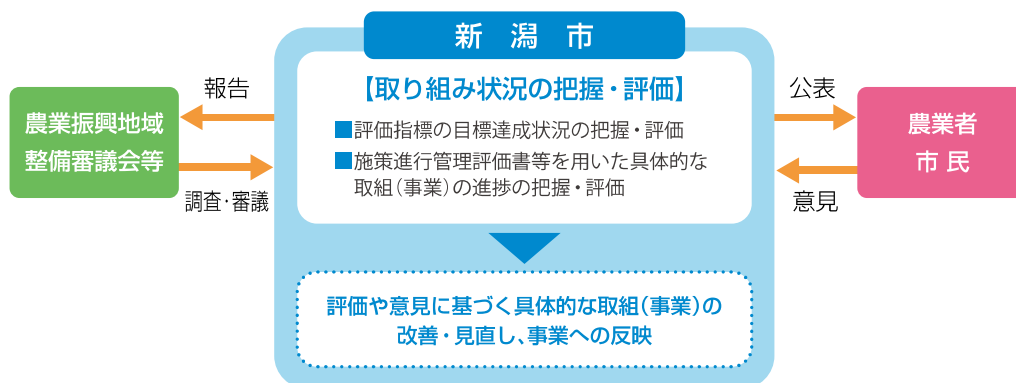 新潟市
【取り組み状況の把握・評価】
■評価指標の目標達成状況の把握・評価
■施策進行管理評価書等を用いた具体的な
取組(事業)の進捗の把握・評価
報告
農業振興地域
整備審議会等
調査・審議
公表
農業者
市民
意見
評価や意見に基づく具体的な取組(事業)の
改善・見直し、事業への反映